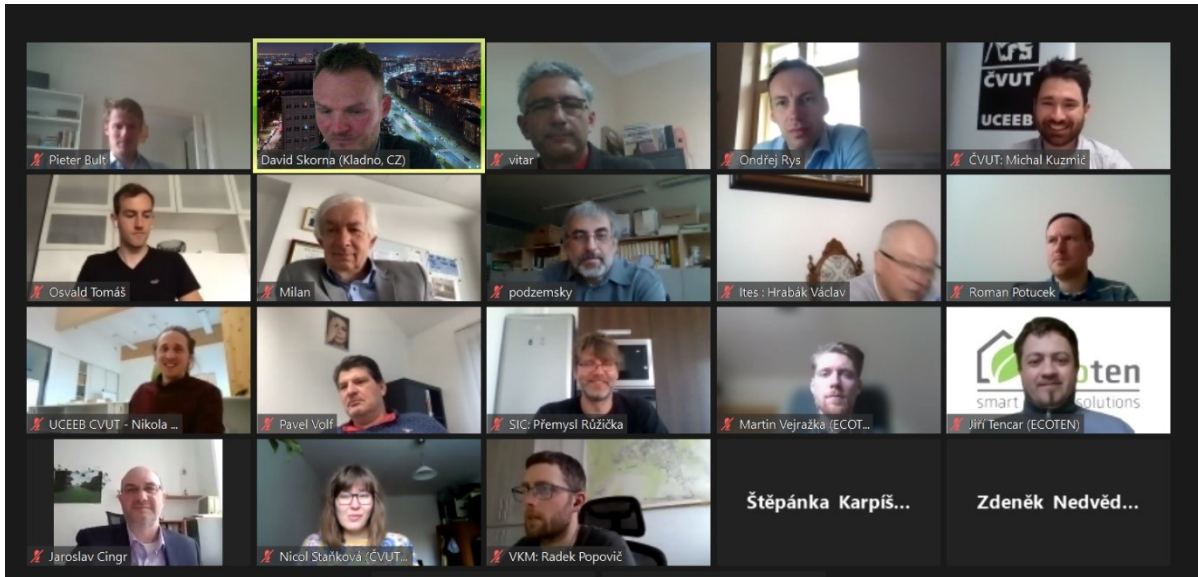 Pieter Bult
David Skorna (Kladno, CZ)
vitar
Ondřej Rys
ČVUT
UCEEB
ČVUT: Michal Kuzmič
Osvald Tomáš
Milan
podzemsky
Ites : Hrabák Václav
Roman Potucek
UCEEB CVUT - Nikola ...
Pavel Volf
SIC: Přemysl Růžička
Martin Vejražka (ECOT...
ten
smart
solutions
Jiří Tencar (ECOTEN)
Jaroslav Cingr
Nicol Staňková (ČVUT...
VKM: Radek Popovič
Štěpánka Karpíš...
Zdeněk Nedvěd...